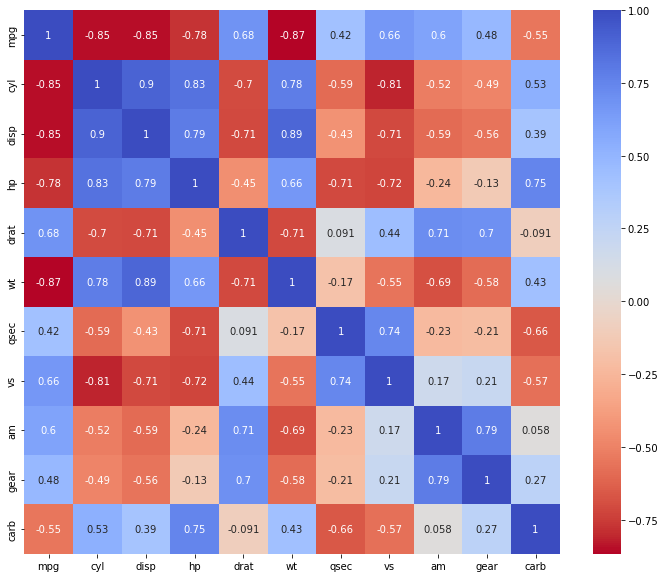 mpg 1 -0.85 -0.85 -0.78 0.68 -0.87 0.42 0.66 0.6 0.48 -0.55
cyl -0.85 1 0.9 0.83 -0.7 0.78 -0.59 -0.81 -0.52 -0.49 0.53
disp -0.85 0.9 1 0.79 -0.71 0.89 -0.43 -0.71 -0.59 -0.56 0.39
hp -0.78 0.83 0.79 1 -0.45 0.66 -0.71 -0.72 -0.24 -0.13 0.75
drat 0.68 -0.7 -0.71 -0.45 1 -0.71 0.091 0.44 0.71 0.7 -0.091
wt -0.87 0.78 0.89 0.66 -0.71 1 -0.17 -0.55 -0.69 -0.58 0.43
qsec 0.42 -0.59 -0.43 -0.71 0.091 -0.17 1 0.74 -0.23 -0.21 -0.66
vs 0.66 -0.81 -0.71 -0.72 0.44 -0.55 0.74 1 0.17 0.21 -0.57
am 0.6 -0.52 -0.59 -0.24 0.71 -0.69 -0.23 0.17 1 0.79 0.058
gear 0.48 -0.49 -0.56 -0.13 0.7 -0.58 -0.21 0.21 0.79 1 0.27
carb -0.55 0.53 0.39 0.75 -0.091 0.43 -0.66 -0.57 0.058 0.27 1
mpg cyl disp hp drat wt qsec vs am gear carb
1.00
0.75
0.50
0.25
0.00
−0.25
−0.50
−0.75